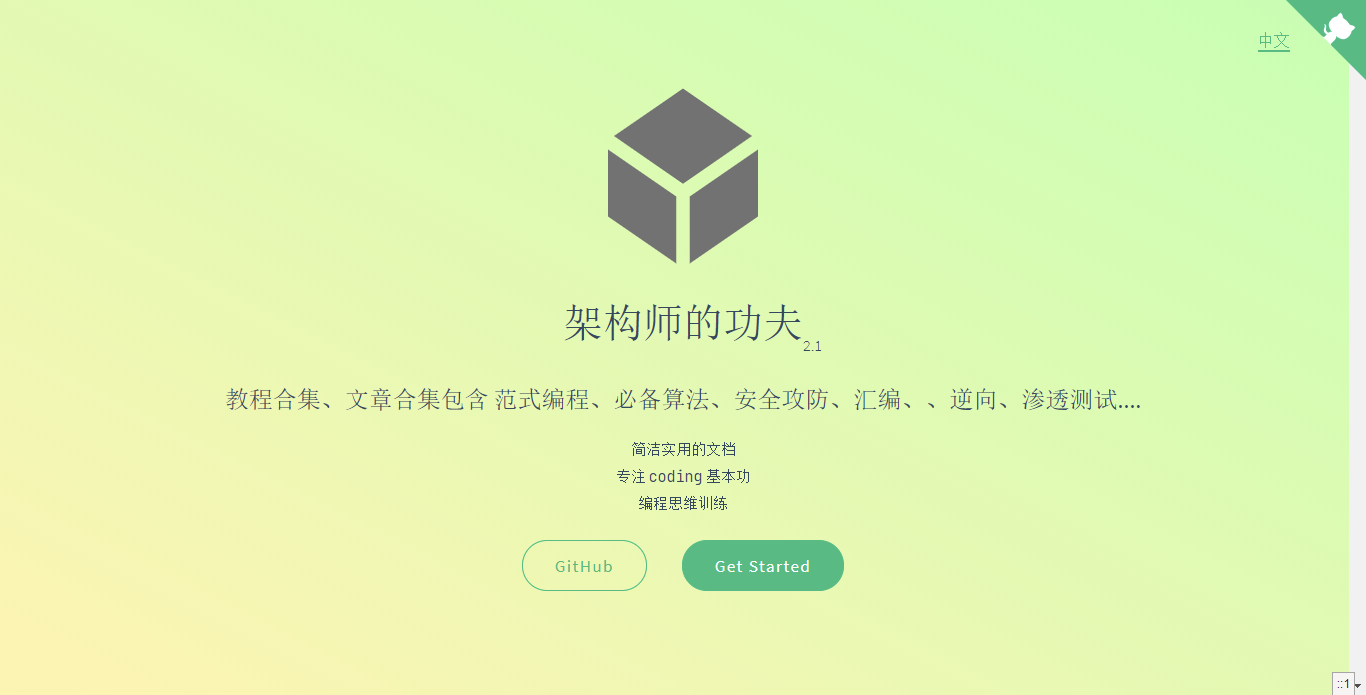 中文
架构师的功夫2.1
教程合集、文章合集包含 范式编程、必备算法、安全攻防、汇编、、逆向、渗透测试....
简洁实用的文档
专注 coding 基本功
编程思维训练
GitHub
Get Started
::1